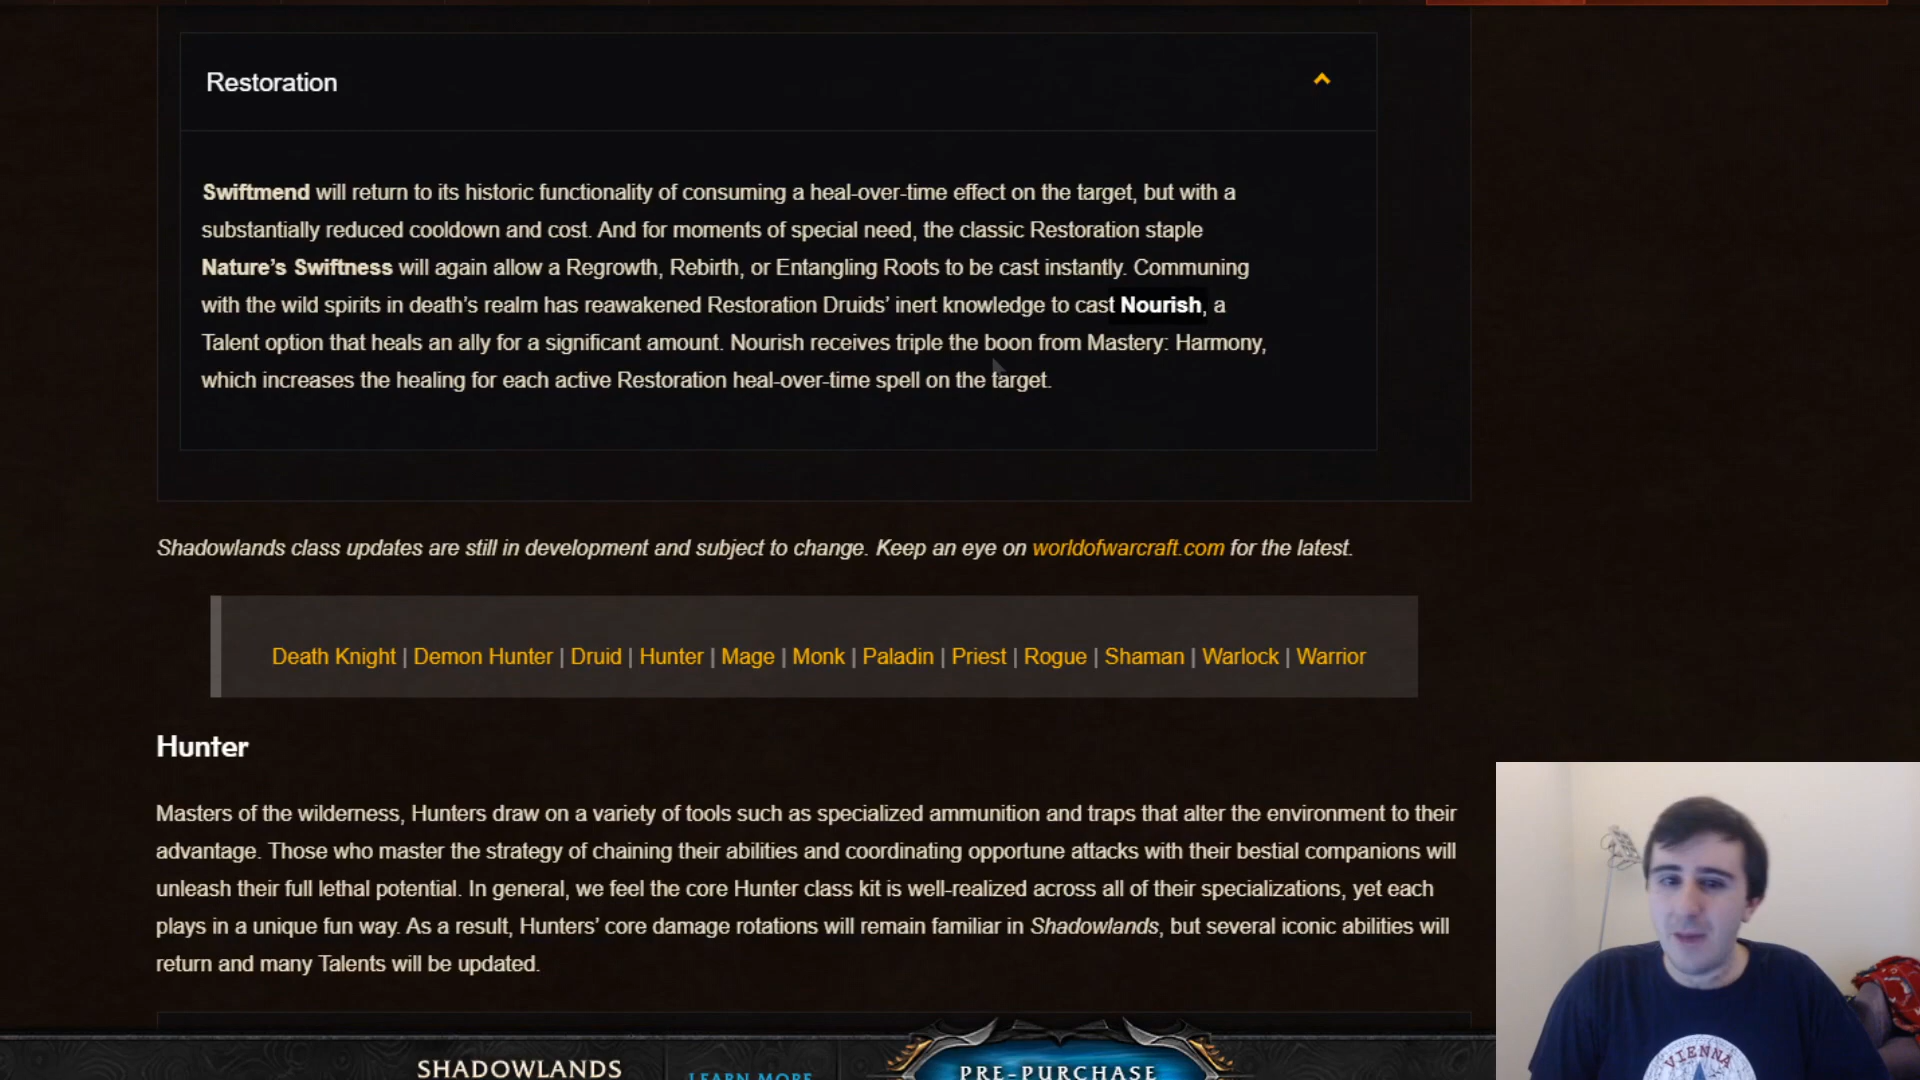 Restoration
Swiftmend will return to its historic functionality of consuming a heal-over-time effect on the target, but with a
substantially reduced cooldown and cost. And for moments of special need, the classic Restoration staple
Nature's Swiftness will again allow a Regrowth, Rebirth, or Entangling Roots to be cast instantly. Communing
with the wild spirits in death's realm has reawakened Restoration Druids' inert knowledge to cast Nourish, a
Talent option that heals an ally for a significant amount. Nourish receives triple the boon from Mastery: Harmony,
which increases the healing for each active Restoration heal-over-time spell on the target.
Shadowlands class updates are still in development and subject to change. Keep an eye on worldofwarcraft.com for the latest.
Death Knight | Demon Hunter | Druid | Hunter | Mage | Monk | Paladin | Priest | Rogue | Shaman | Warlock | Warrior
Hunter
Masters of the wilderness, Hunters draw on a variety of tools such as specialized ammunition and traps that alter the environment to their
advantage. Those who master the strategy of chaining their abilities and coordinating opportune attacks with their bestial companions will
unleash their full lethal potential. In general, we feel the core Hunter class kit is well-realized across all of their specializations, yet each
plays in a unique fun way. As a result, Hunters' core damage rotations will remain familiar in Shadowlands, but several iconic abilities will
return and many Talents will be updated.
SHADOWLANDS
LEARN MORE
PRE-PURCHASE
VIENNA